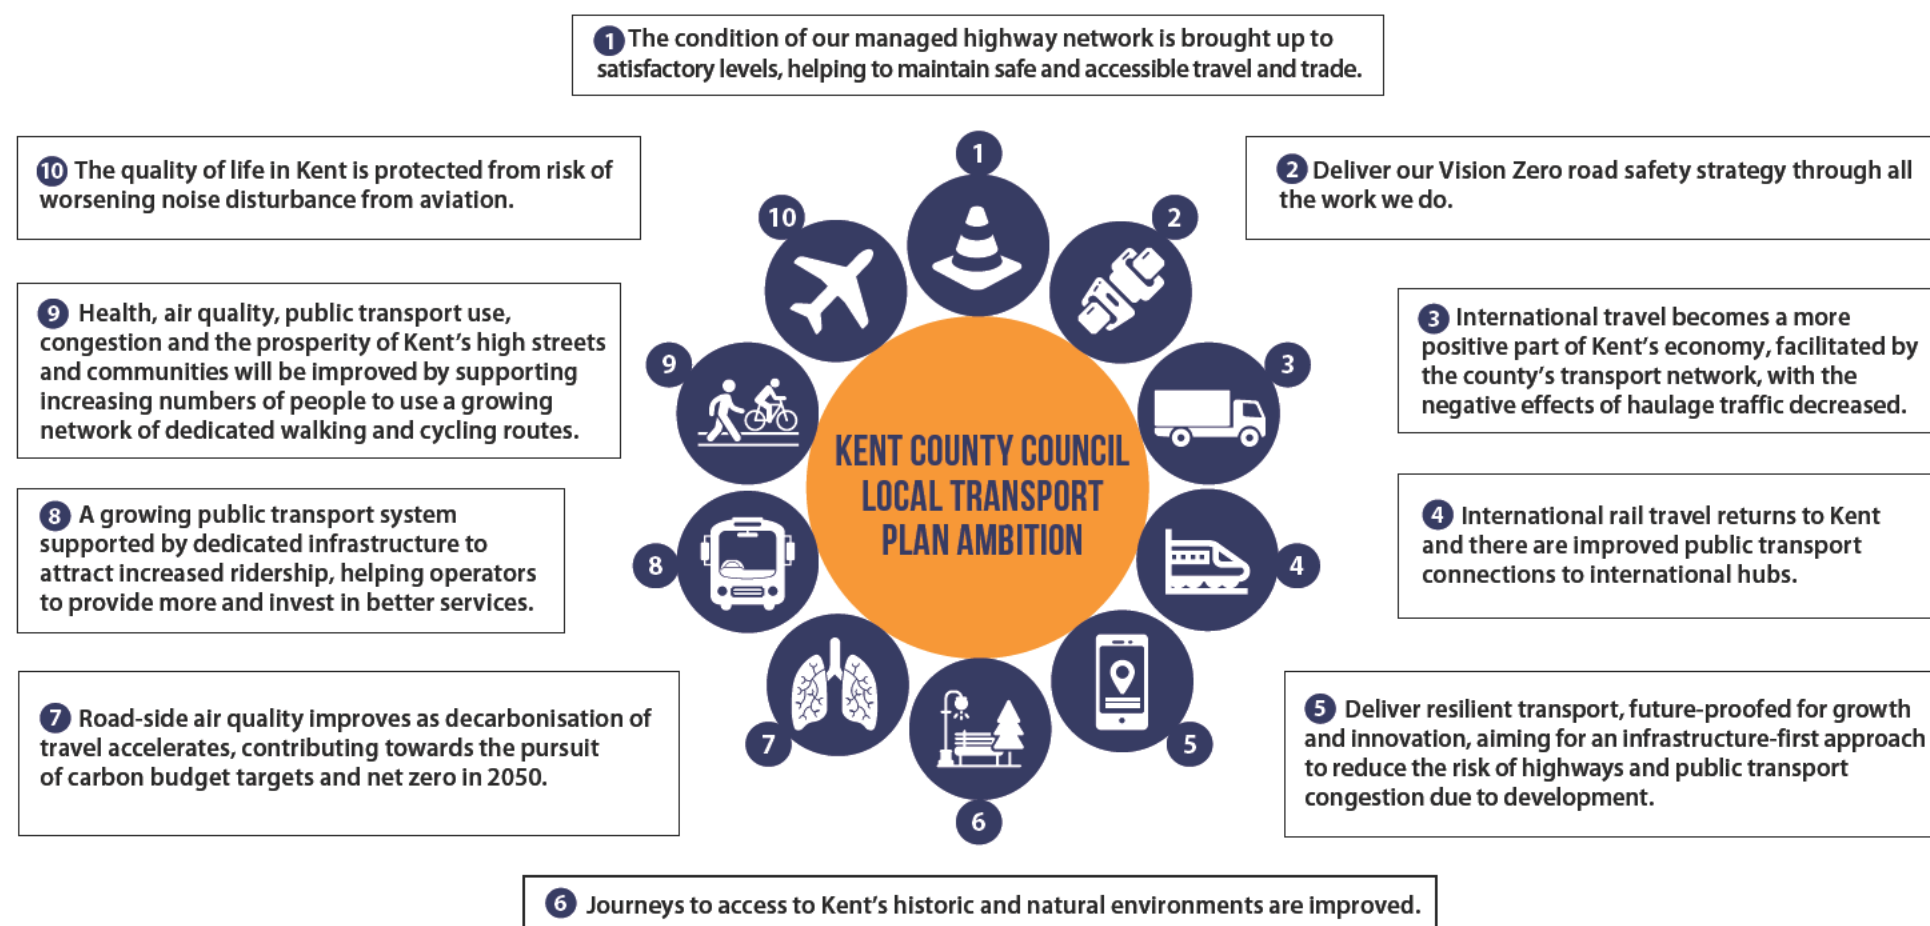 1 The condition of our managed highway network is brought up to
satisfactory levels, helping to maintain safe and accessible travel and trade.
2 Deliver our Vision Zero road safety strategy through all
the work we do.
3 International travel becomes a more
positive part of Kent's economy, facilitated by
the county's transport network, with the
negative effects of haulage traffic decreased.
4 International rail travel returns to Kent
and there are improved public transport
connections to international hubs.
5 Deliver resilient transport, future-proofed for growth
and innovation, aiming for an infrastructure-first approach
to reduce the risk of highways and public transport
congestion due to development.
6 Journeys to access to Kent's historic and natural environments are improved.
7 Road-side air quality improves as decarbonisation of
travel accelerates, contributing towards the pursuit
of carbon budget targets and net zero in 2050.
8 A growing public transport system
supported by dedicated infrastructure to
attract increased ridership, helping operators
to provide more and invest in better services.
9 Health, air quality, public transport use,
congestion and the prosperity of Kent's high streets
and communities will be improved by supporting
increasing numbers of people to use a growing
network of dedicated walking and cycling routes.
10 The quality of life in Kent is protected from risk of
worsening noise disturbance from aviation.
KENT COUNTY COUNCIL
LOCAL TRANSPORT
PLAN AMBITION
1
2
3
4
5
6
7
8
9
10